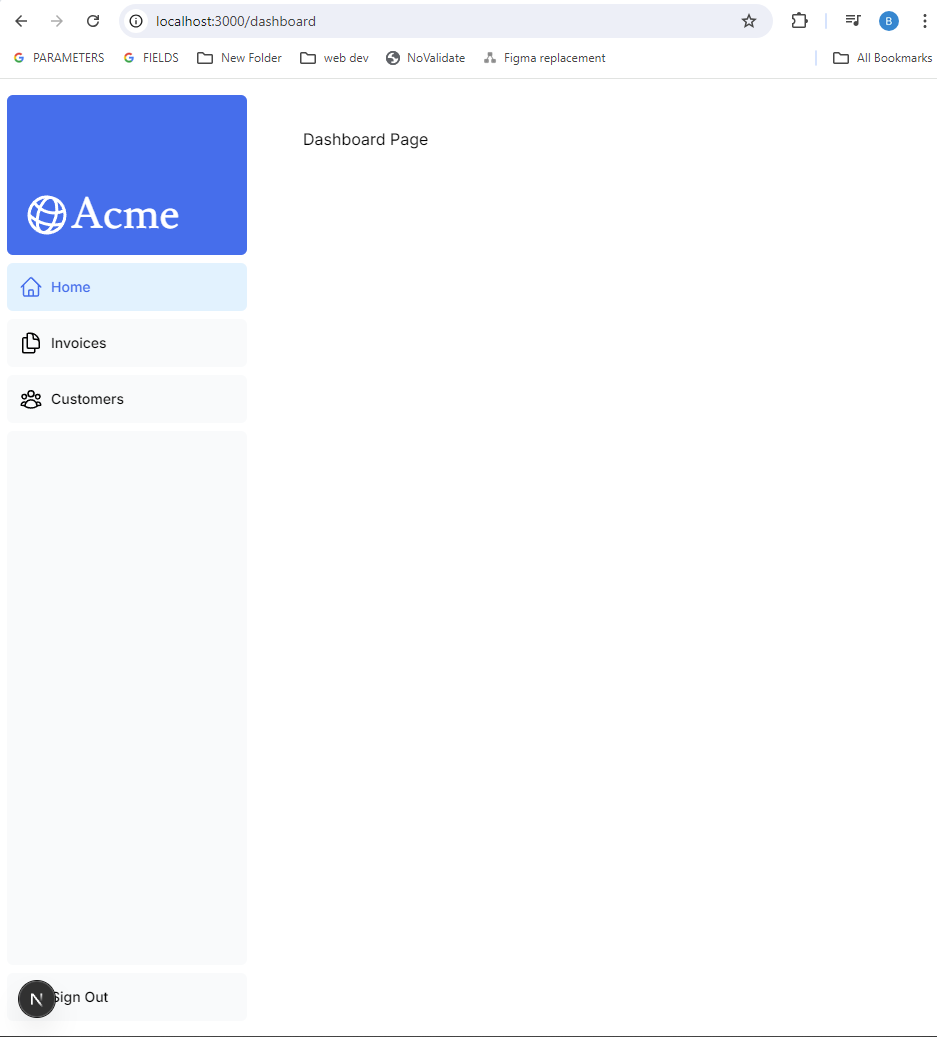 localhost:3000/dashboard
B
PARAMETERS FIELDS New Folder web dev NoValidate Figma replacement All Bookmarks
Dashboard Page
Acme
Home
Invoices
Customers
N Sign Out